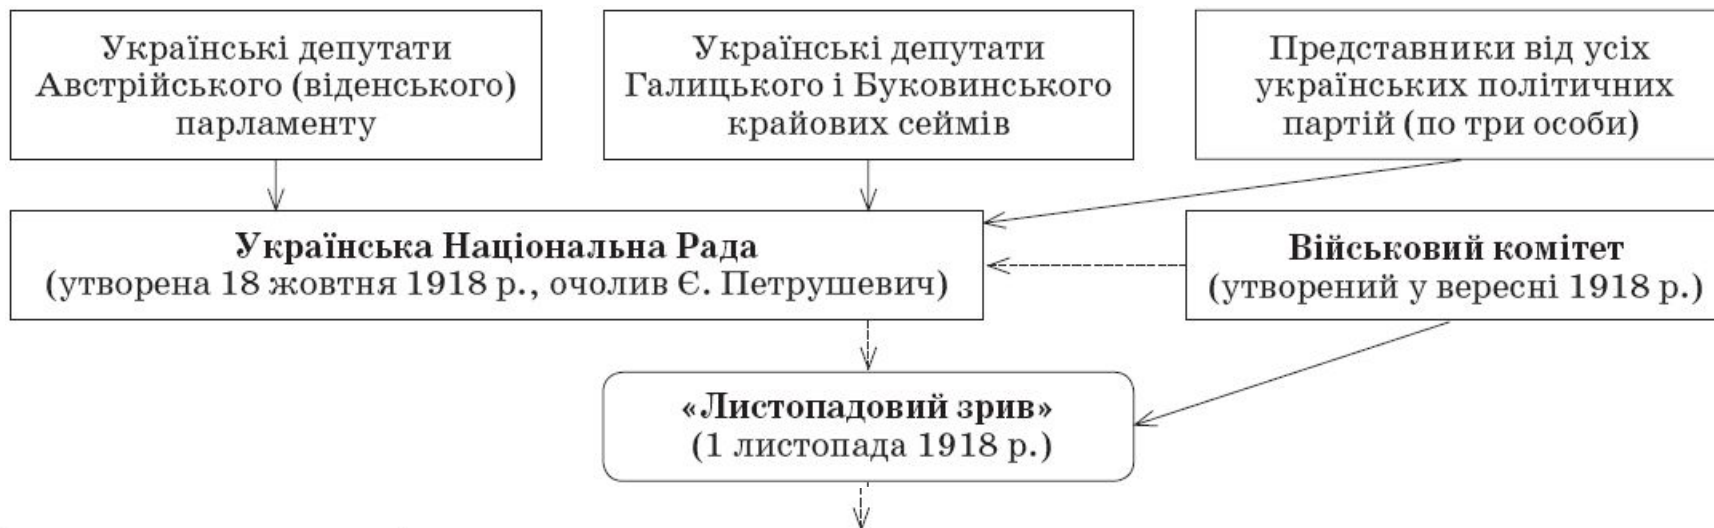 Українські депутати
Австрійського (віденського)
парламенту
Українські депутати
Галицького і Буковинського
крайових сеймів
Представники від усіх
українських політичних
партій (по три особи)
Українська Національна Рада
(утворена 18 жовтня 1918 р., очолив Є. Петрушевич)
Військовий комітет
(утворений у вересні 1918 р.)
«Листопадовий зрив»
(1 листопада 1918 р.)